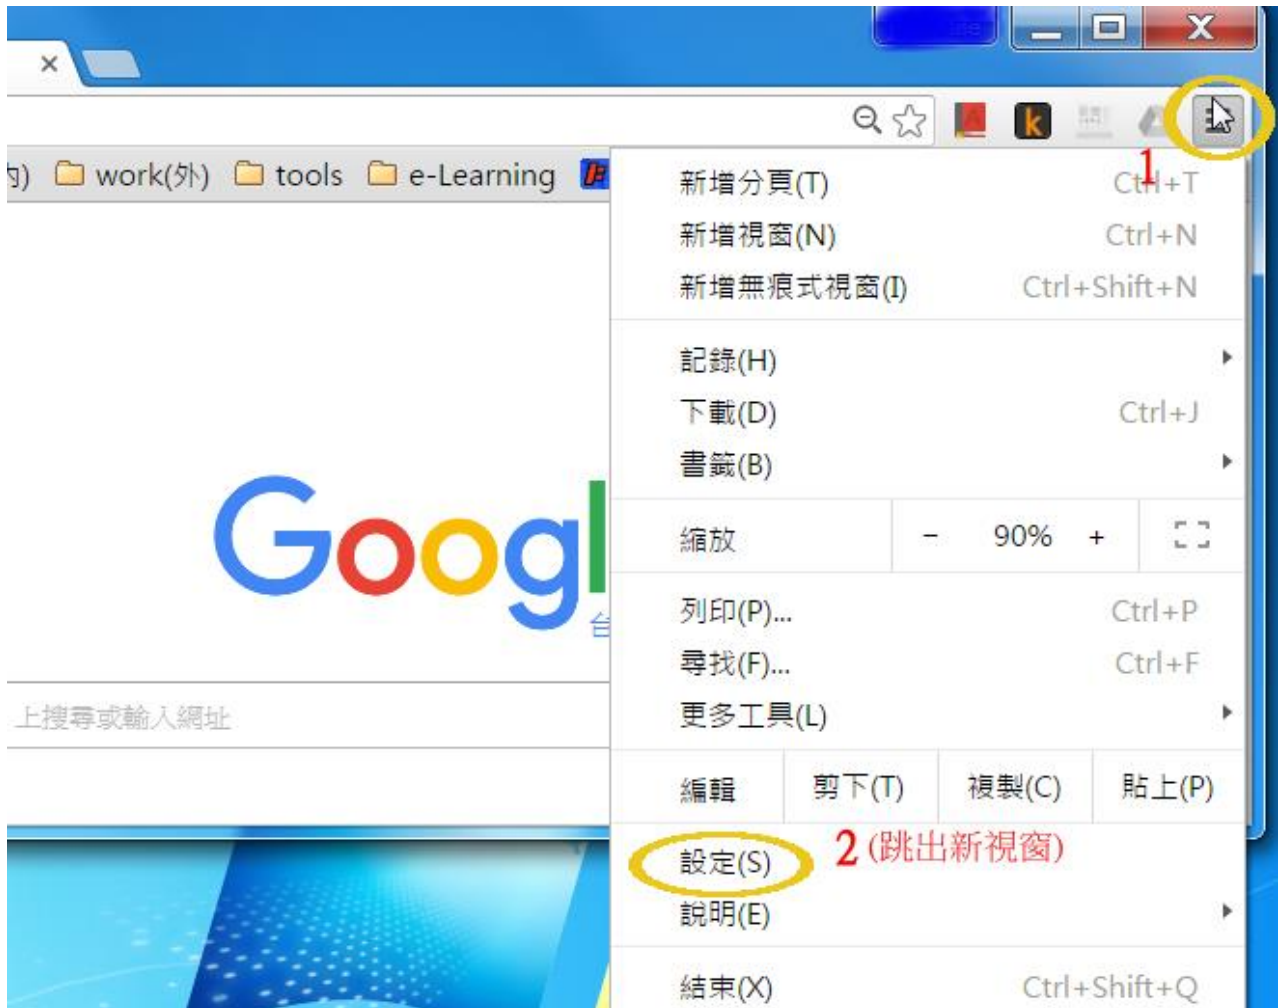 work(外) tools e-Learning
1
新增分頁(T) Ctrl+T
新增視窗(N) Ctrl+N
新增無痕式視窗(I) Ctrl+Shift+N
記錄(H)
下載(D) Ctrl+J
書籤(B)
縮放 - 90% +
Googl
列印(P)... Ctrl+P
尋找(F)... Ctrl+F
更多工具(L)
上搜尋或輸入網址
編輯 剪下(T) 複製(C) 貼上(P)
設定(S) 2 (跳出新視窗)
說明(E)
結束(X) Ctrl+Shift+Q